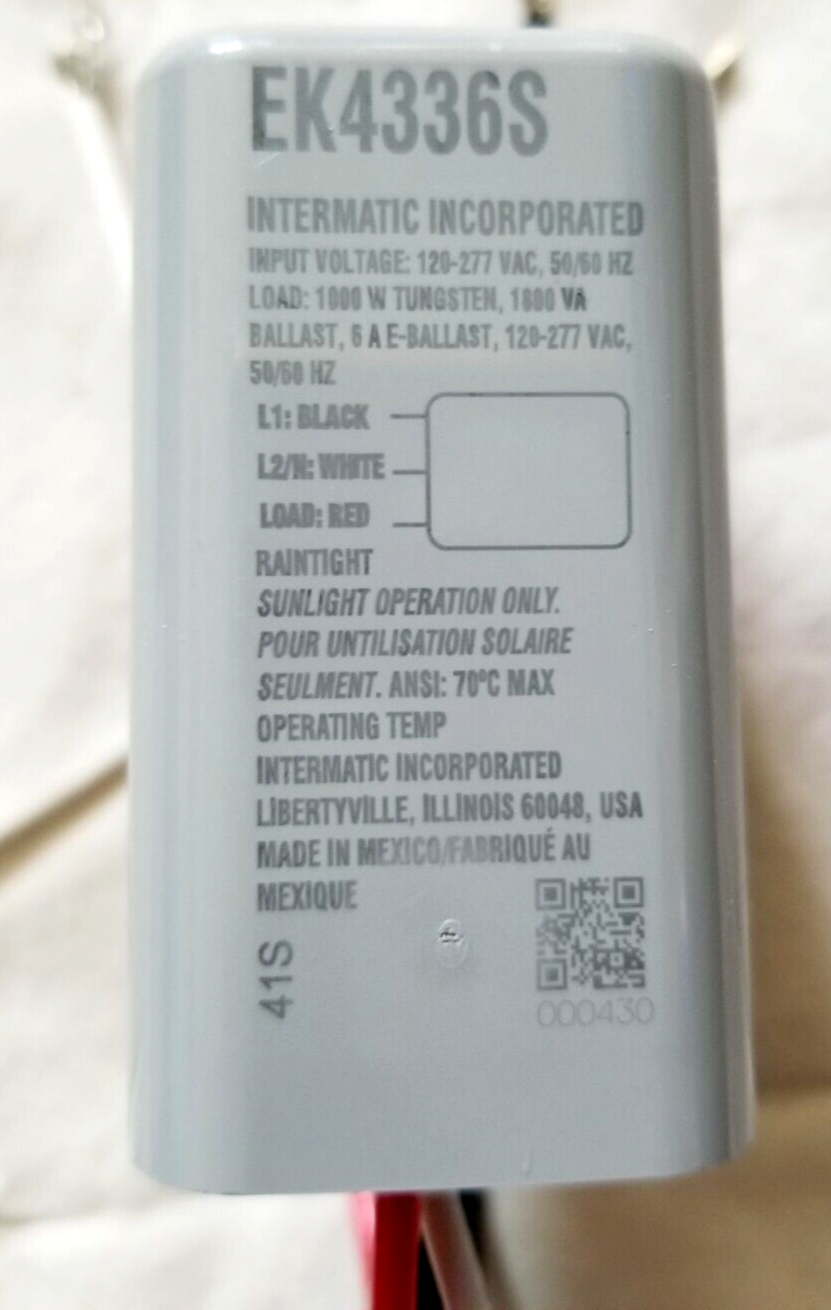 EK4336S
INTERMATIC INCORPORATED
INPUT VOLTAGE: 120-277 VAC, 50/60 HZ
LOAD: 1000 W TUNGSTEN, 1800 VA
BALLAST, 6 A E-BALLAST, 120-277 VAC,
50/60 HZ
L1: BLACK
L2/N: WHITE
LOAD: RED
RAINTIGHT
SUNLIGHT OPERATION ONLY.
POUR UNTILISATION SOLAIRE
SEULMENT. ANSI: 70ºC MAX
OPERATING TEMP
INTERMATIC INCORPORATED
LIBERTYVILLE, ILLINOIS 60048, USA
MADE IN MEXICO/FABRIQUÉ AU
MEXIQUE
41S
000430